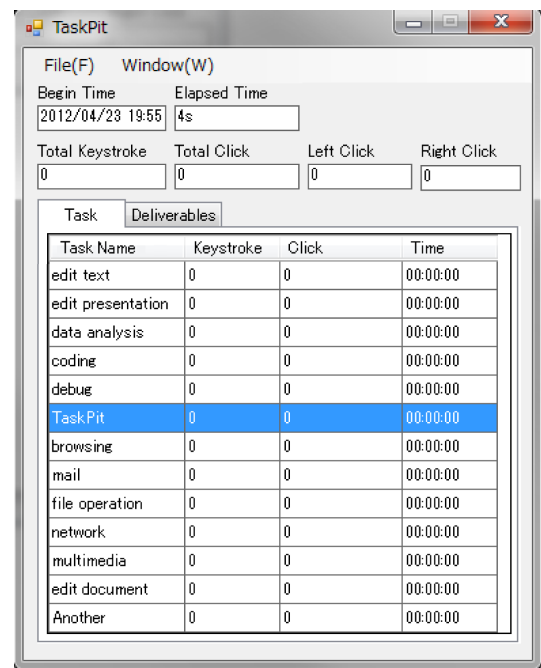 TaskPit
File(F) Window(W)
Begin Time Elapsed Time
2012/04/23 19:55 4s
Total Keystroke Total Click Left Click Right Click
0 0 0 0
Task Deliverables
Task Name Keystroke Click Time
edit text 0 0 00:00:00
edit presentation 0 0 00:00:00
data analysis 0 0 00:00:00
coding 0 0 00:00:00
debug 0 0 00:00:00
TaskPit 0 0 00:00:00
browsing 0 0 00:00:00
mail 0 0 00:00:00
file operation 0 0 00:00:00
network 0 0 00:00:00
multimedia 0 0 00:00:00
edit document 0 0 00:00:00
Another 0 0 00:00:00